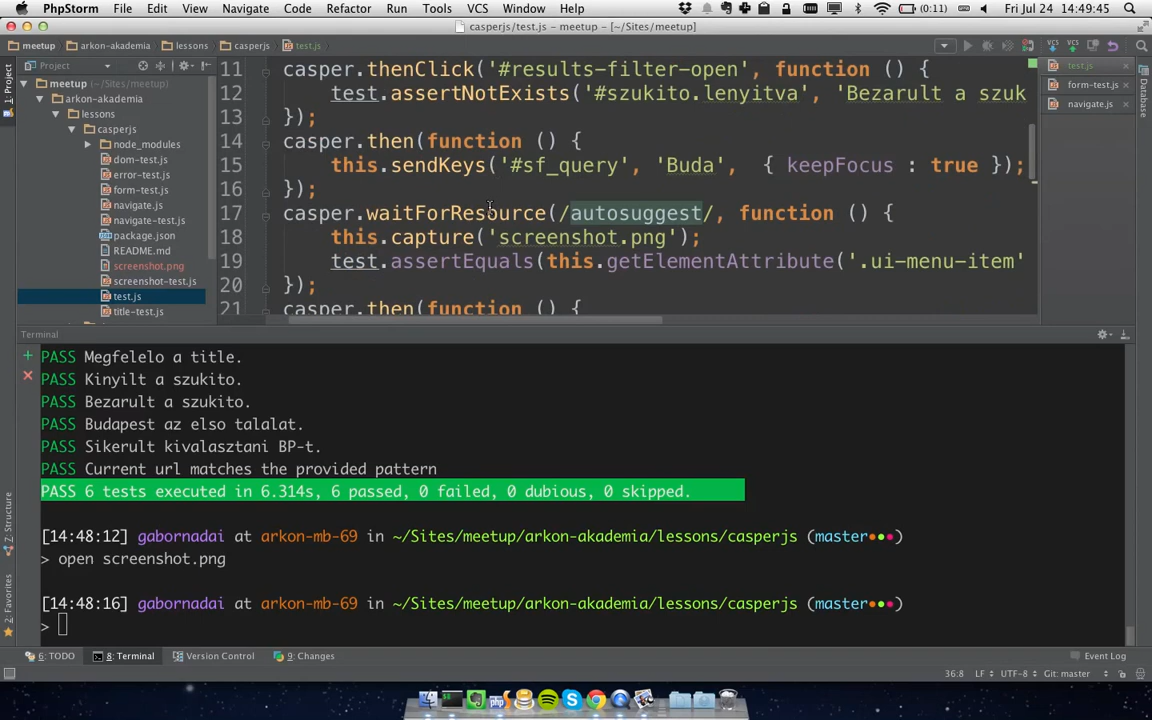 PhpStorm File Edit View Navigate Code Refactor Run Tools VCS Window Help (0:11) Fri Jul 24 14:49:45
casperjs/test.js - meetup - [~/Sites/meetup]
meetup arkon-akademia lessons casperjs test.js
Project
1: Project
meetup (~/Sites/meetup)
arkon-akademia
lessons
casperjs
node_modules
dom-test.js
error-test.js
form-test.js
navigate.js
navigate-test.js
package.json
README.md
screenshot.png
screenshot-test.js
test.js
title-test.js
11 casper.thenClick('#results-filter-open', function () {
12 test.assertNotExists('#szukito.lenyitva', 'Bezarult a szuk
13 });
14 casper.then(function () {
15 this.sendKeys('#sf_query', 'Buda', { keepFocus : true });
16 });
17 casper.waitForResource(/autosuggest/, function () {
18 this.capture('screenshot.png');
19 test.assertEquals(this.getElementAttribute('.ui-menu-item'
20 });
21 casper.then(function () {
test.js
form-test.js
navigate.js
Database
Terminal
PASS Megfelelo a title.
PASS Kinyilt a szukito.
PASS Bezarult a szukito.
PASS Budapest az elso talalat.
PASS Sikerult kivalasztani BP-t.
PASS Current url matches the provided pattern
PASS 6 tests executed in 6.314s, 6 passed, 0 failed, 0 dubious, 0 skipped.
[14:48:12] gabornadai at arkon-mb-69 in ~/Sites/meetup/arkon-akademia/lessons/casperjs (master●●●)
> open screenshot.png
[14:48:16] gabornadai at arkon-mb-69 in ~/Sites/meetup/arkon-akademia/lessons/casperjs (master●●●)
>
7: Structure
2: Favorites
6: TODO 8: Terminal Version Control 9: Changes Event Log
36:8 LF UTF-8 Git: master
php